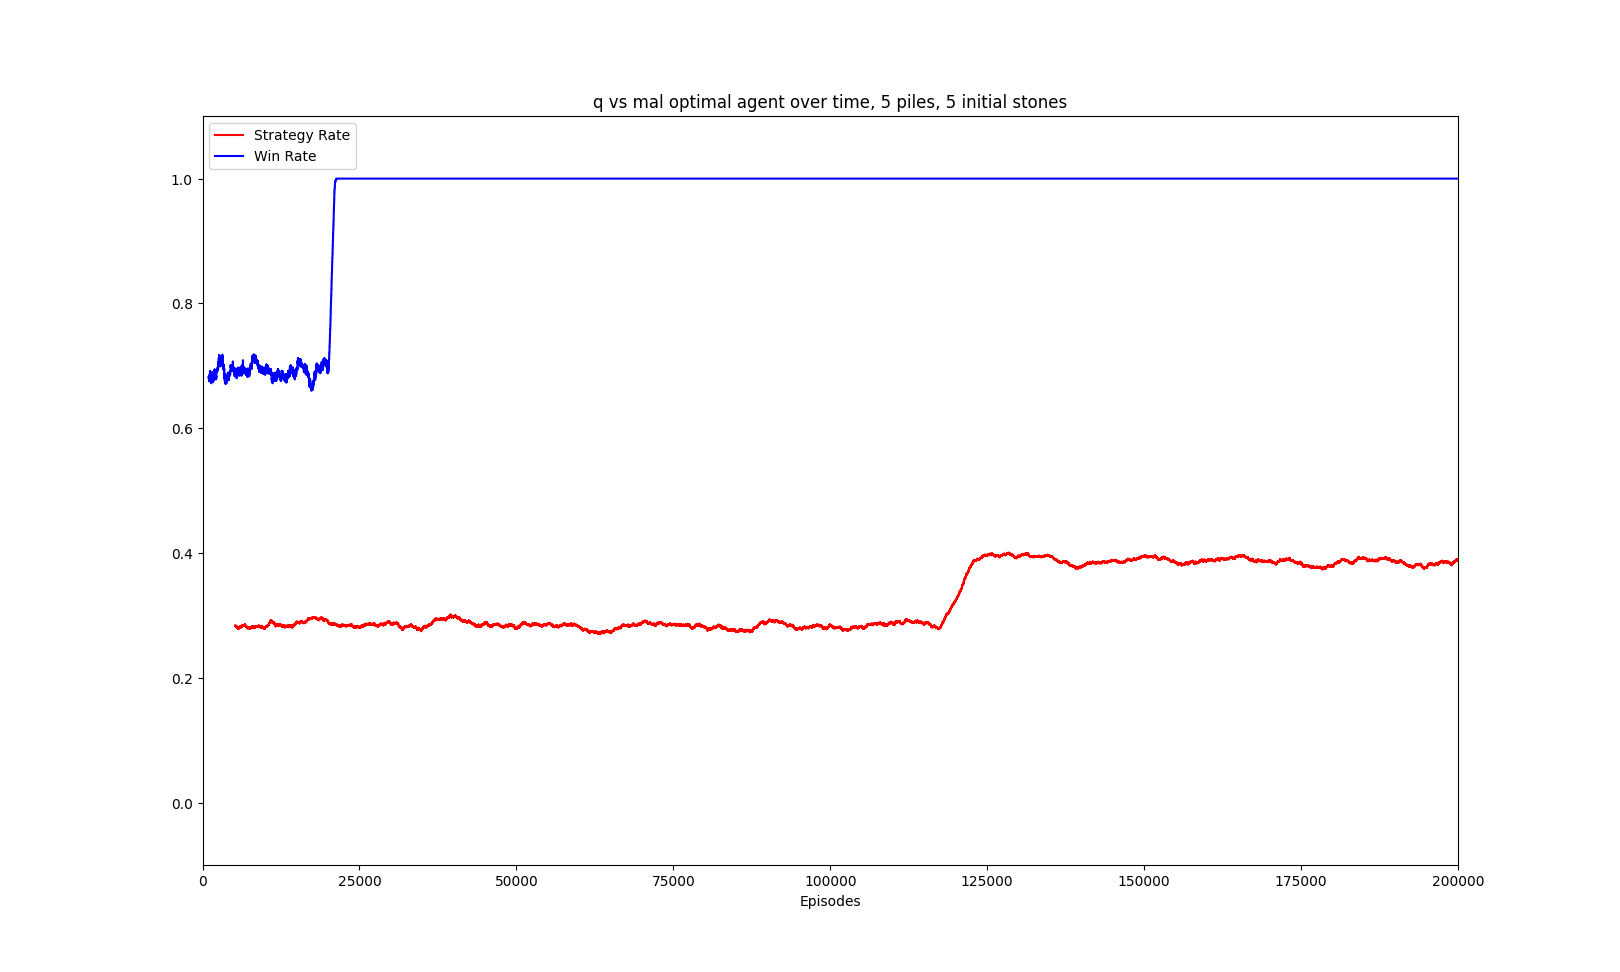 q vs mal optimal agent over time, 5 piles, 5 initial stones
Strategy Rate
Win Rate
1.0
0.8
0.6
0.4
0.2
0.0
0 25000 50000 75000 100000 125000 150000 175000 200000
Episodes